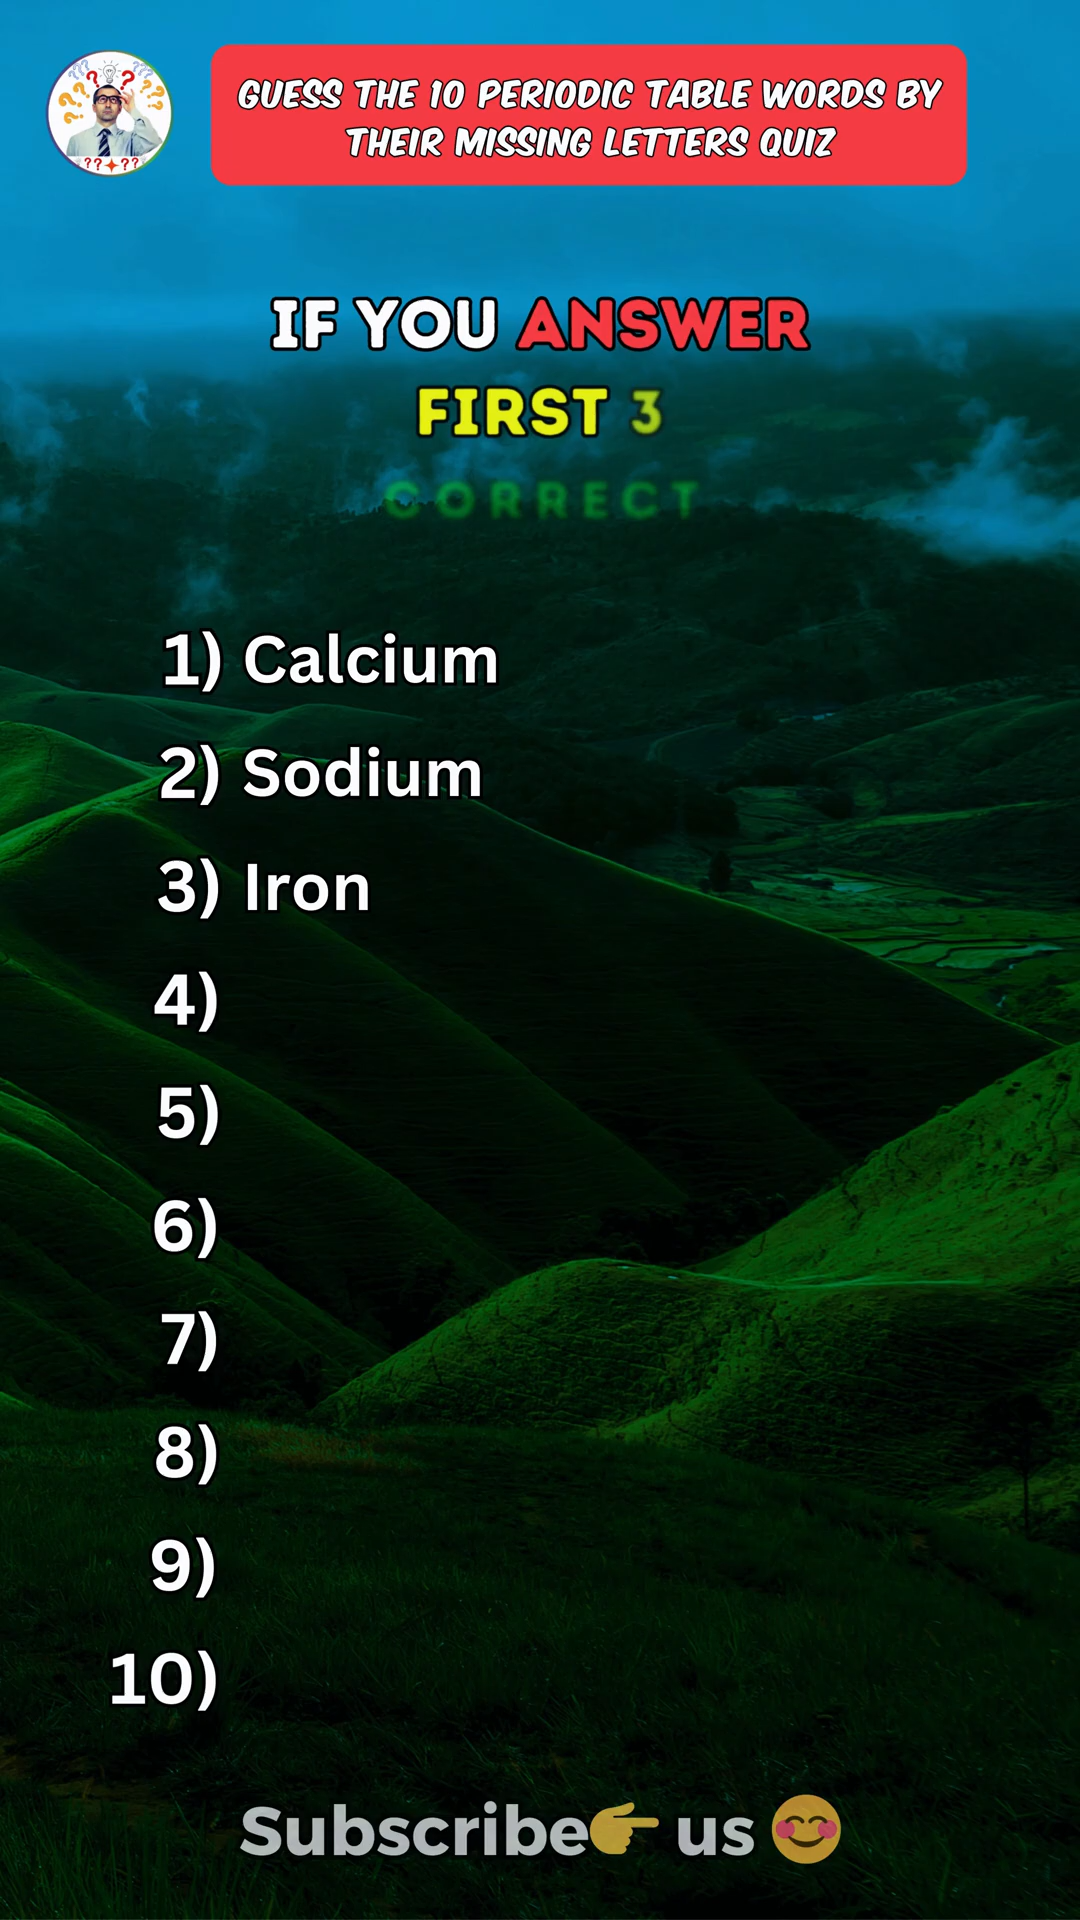 GUESS THE 10 PERIODIC TABLE WORDS BY
THEIR MISSING LETTERS QUIZ
IF YOU ANSWER
FIRST 3
CORRECT
1) Calcium
2) Sodium
3) Iron
4)
5)
6)
7)
8)
9)
10)
Subscribe👉 us 😊